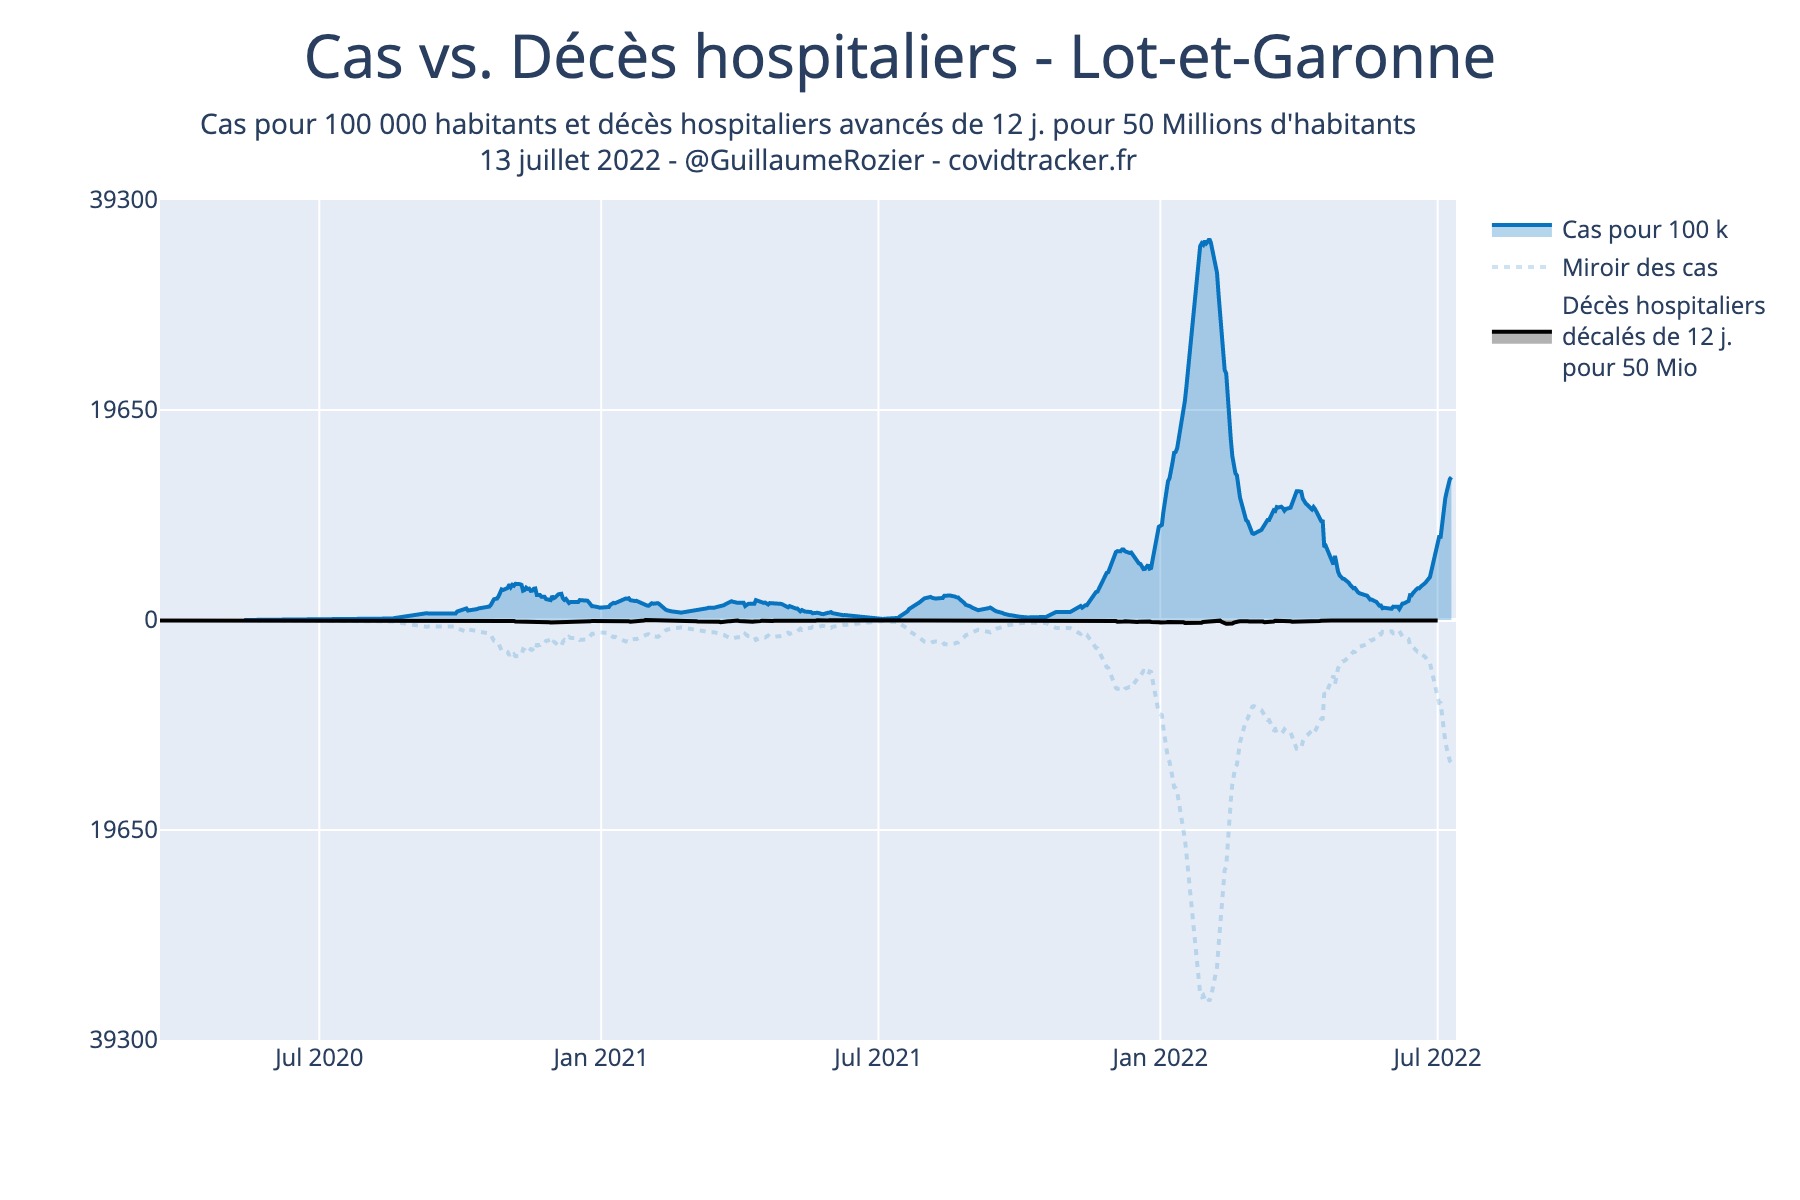 Cas vs. Décès hospitaliers - Lot-et-Garonne
Cas pour 100 000 habitants et décès hospitaliers avancés de 12 j. pour 50 Millions d'habitants
13 juillet 2022 - @GuillaumeRozier - covidtracker.fr
39300
19650
0
19650
39300
Jul 2020
Jan 2021
Jul 2021
Jan 2022
Jul 2022
Cas pour 100 k
Miroir des cas
Décès hospitaliers
décalés de 12 j.
pour 50 Mio